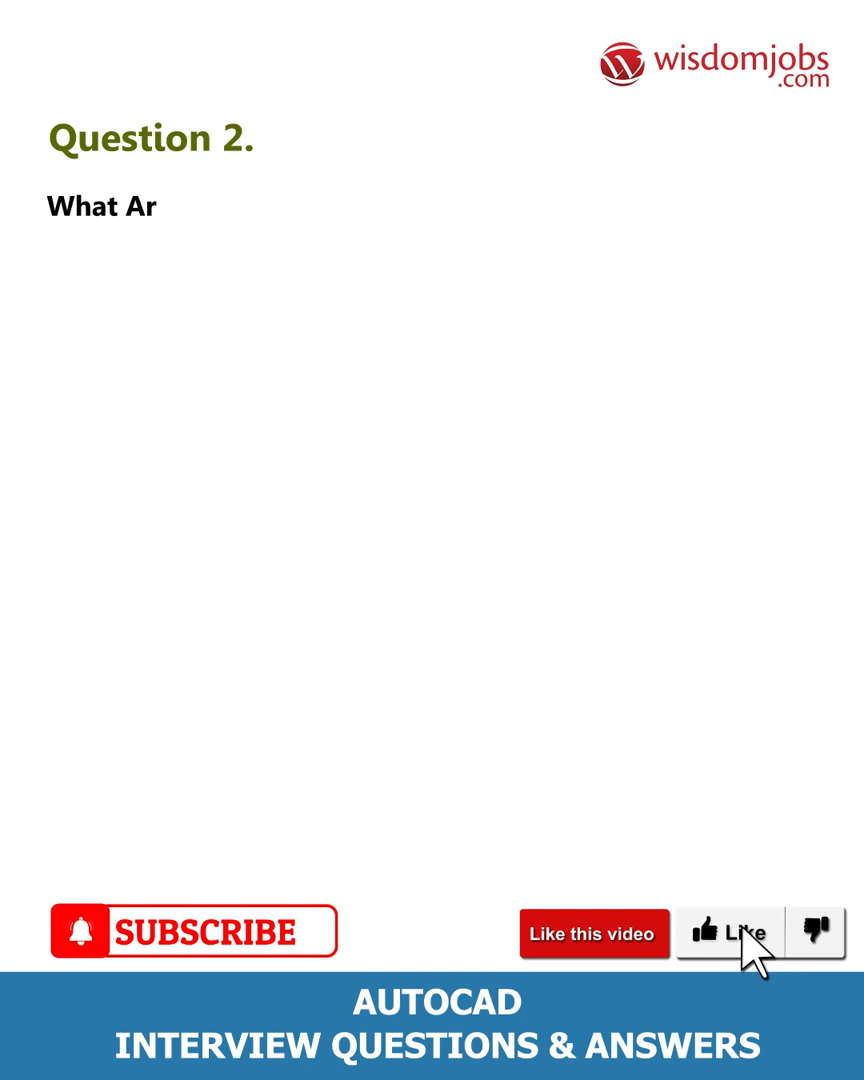 wisdomjobs
.com
Question 2.
What Ar
SUBSCRIBE
Like this video
Like
AUTOCAD
INTERVIEW QUESTIONS & ANSWERS